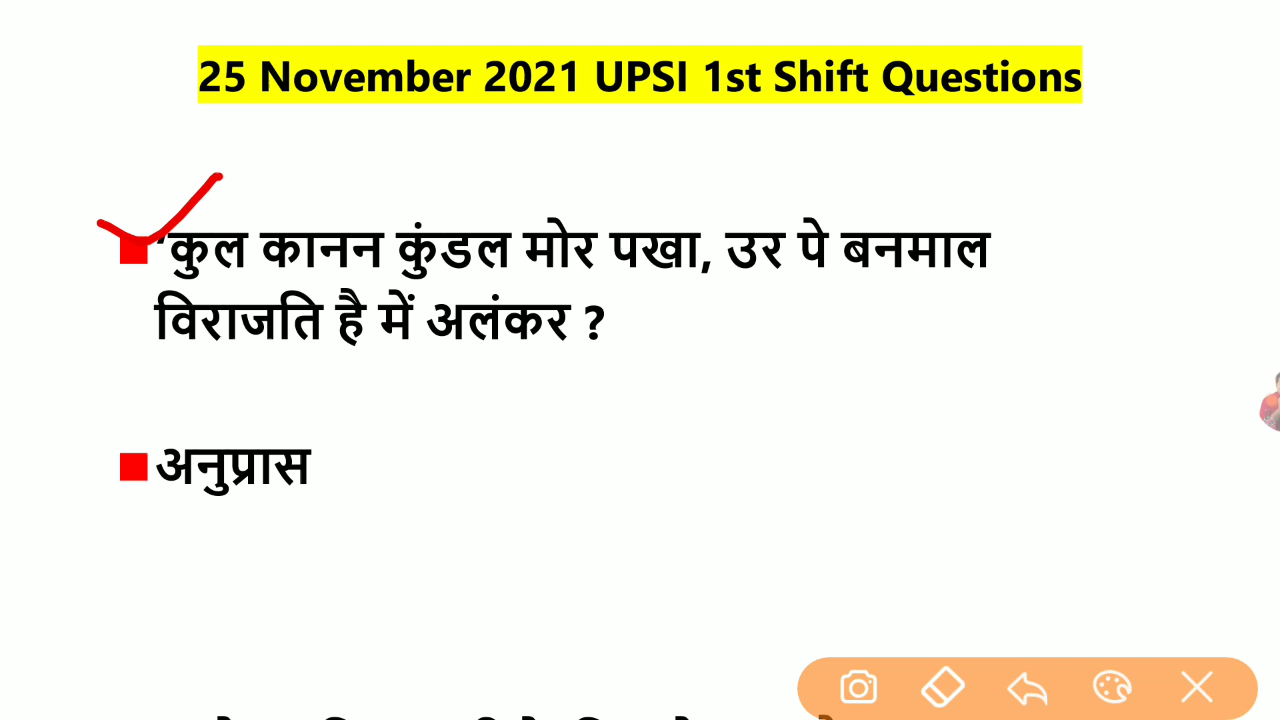 25 November 2021 UPSI 1st Shift Questions
‘कुल कानन कुंडल मोर पखा, उर पे बनमाल
विराजति है में अलंकर ?
अनुप्रास